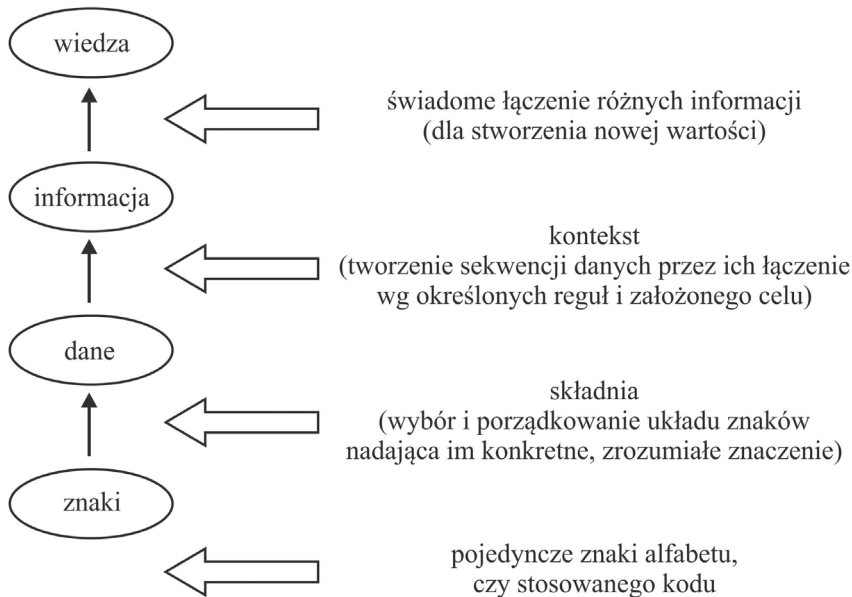 wiedza
świadome łączenie różnych informacji
(dla stworzenia nowej wartości)
informacja
kontekst
(tworzenie sekwencji danych przez ich łączenie
wg określonych reguł i założonego celu)
dane
składnia
(wybór i porządkowanie układu znaków
nadająca im konkretne, zrozumiałe znaczenie)
znaki
pojedyncze znaki alfabetu,
czy stosowanego kodu